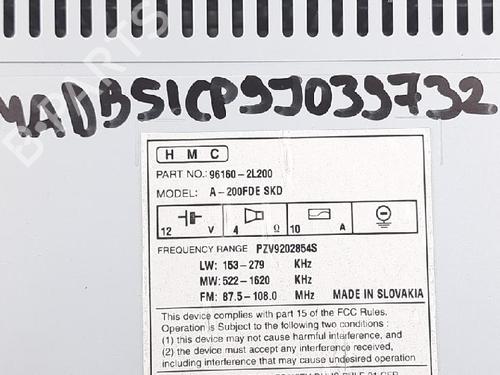 MADB51CP9J039732
HMC
PART NO.: 96160-2L200
MODEL: A-200FDE SKD
12 V 4 Ω 10 A
FREQUENCY RANGE PZV9202854S
LW: 153-279 KHz
MW: 522-1620 KHz
FM: 87.5-108.0 MHz MADE IN SLOVAKIA
This device complies with part 15 of the FCC Rules.
Operation is Subject to the following two conditions:
(1) this device may not cause harmful interference, and
(2) the device must accept any interference received,
including interference that may cause undesired operation
B-PARTS